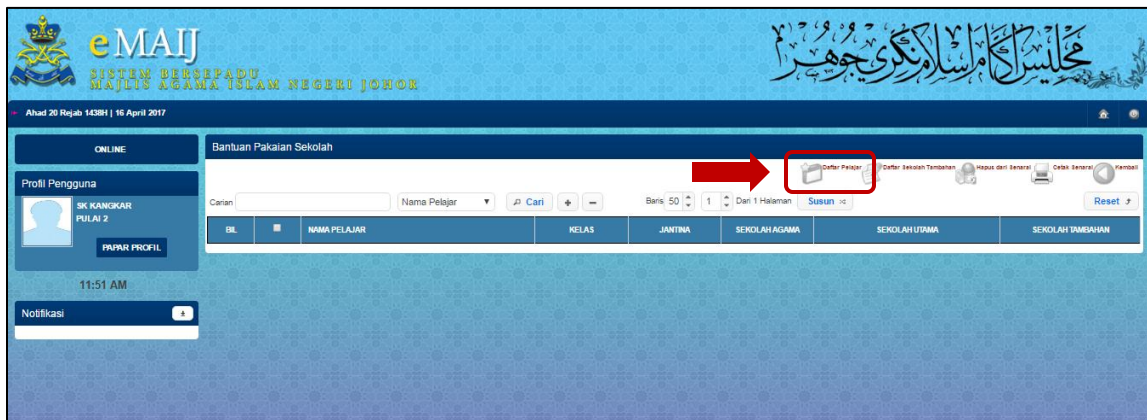 e MAIJ
SISTEM BERSEPADU
MAJLIS AGAMA ISLAM NEGERI JOHOR
مجليس اݢام اسلام نݢري جوهر
Ahad 20 Rejab 1438H | 16 April 2017
ONLINE
Profil Pengguna
SK KANGKAR
PULAI 2
PAPAR PROFIL
11:51 AM
Notifikasi
Bantuan Pakaian Sekolah
Daftar Pelajar Daftar Sekolah Tambahan Hapus dari Senarai Cetak Senarai Kembali
Carian Nama Pelajar Cari + − Baris 50 1 Dari 1 Halaman Susun Reset
BIL NAMA PELAJAR KELAS JANTINA SEKOLAH AGAMA SEKOLAH UTAMA SEKOLAH TAMBAHAN